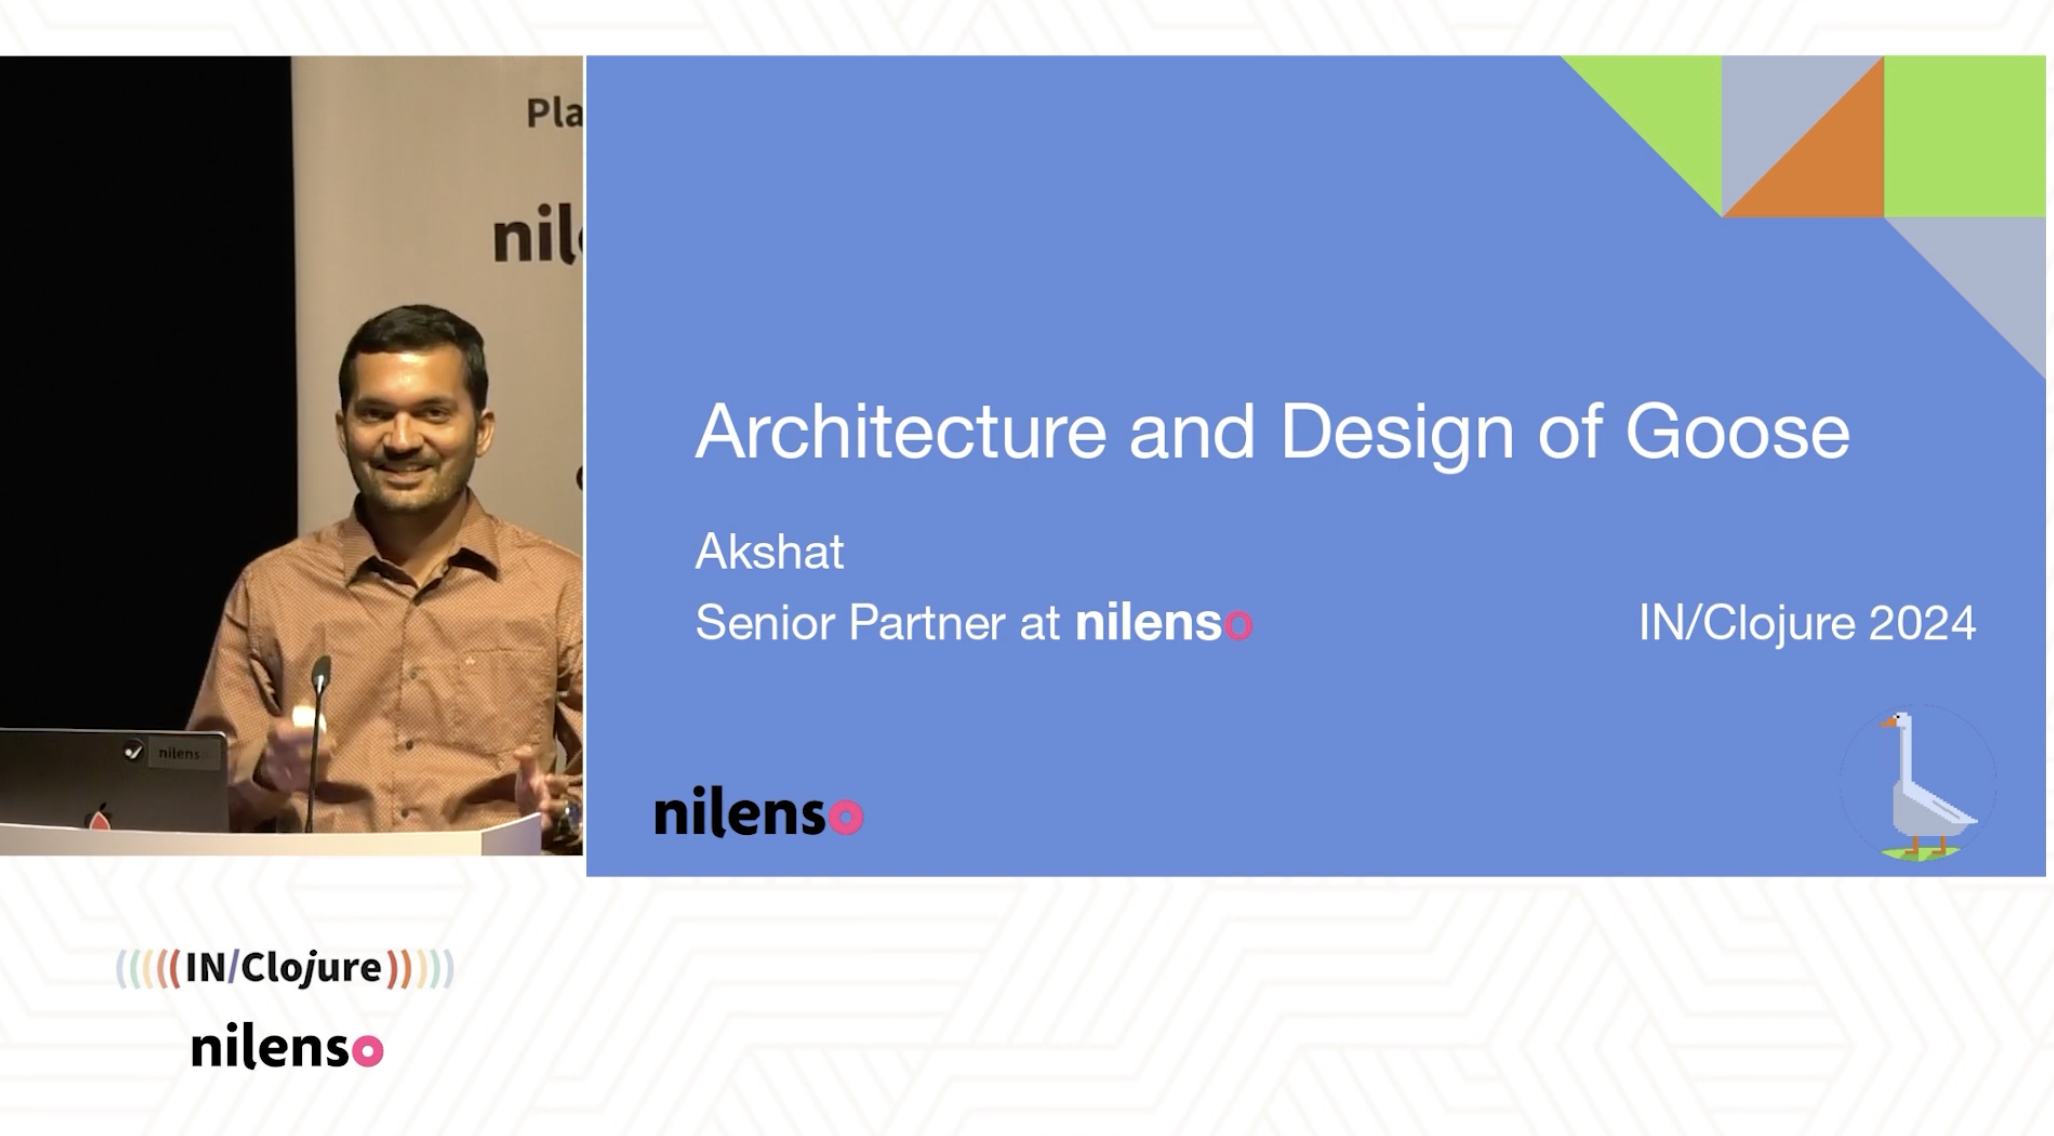 Pla
nil
Architecture and Design of Goose
Akshat
Senior Partner at nilenso
IN/Clojure 2024
nilens
nilenso
(((((IN/Clojure)))))
nilenso